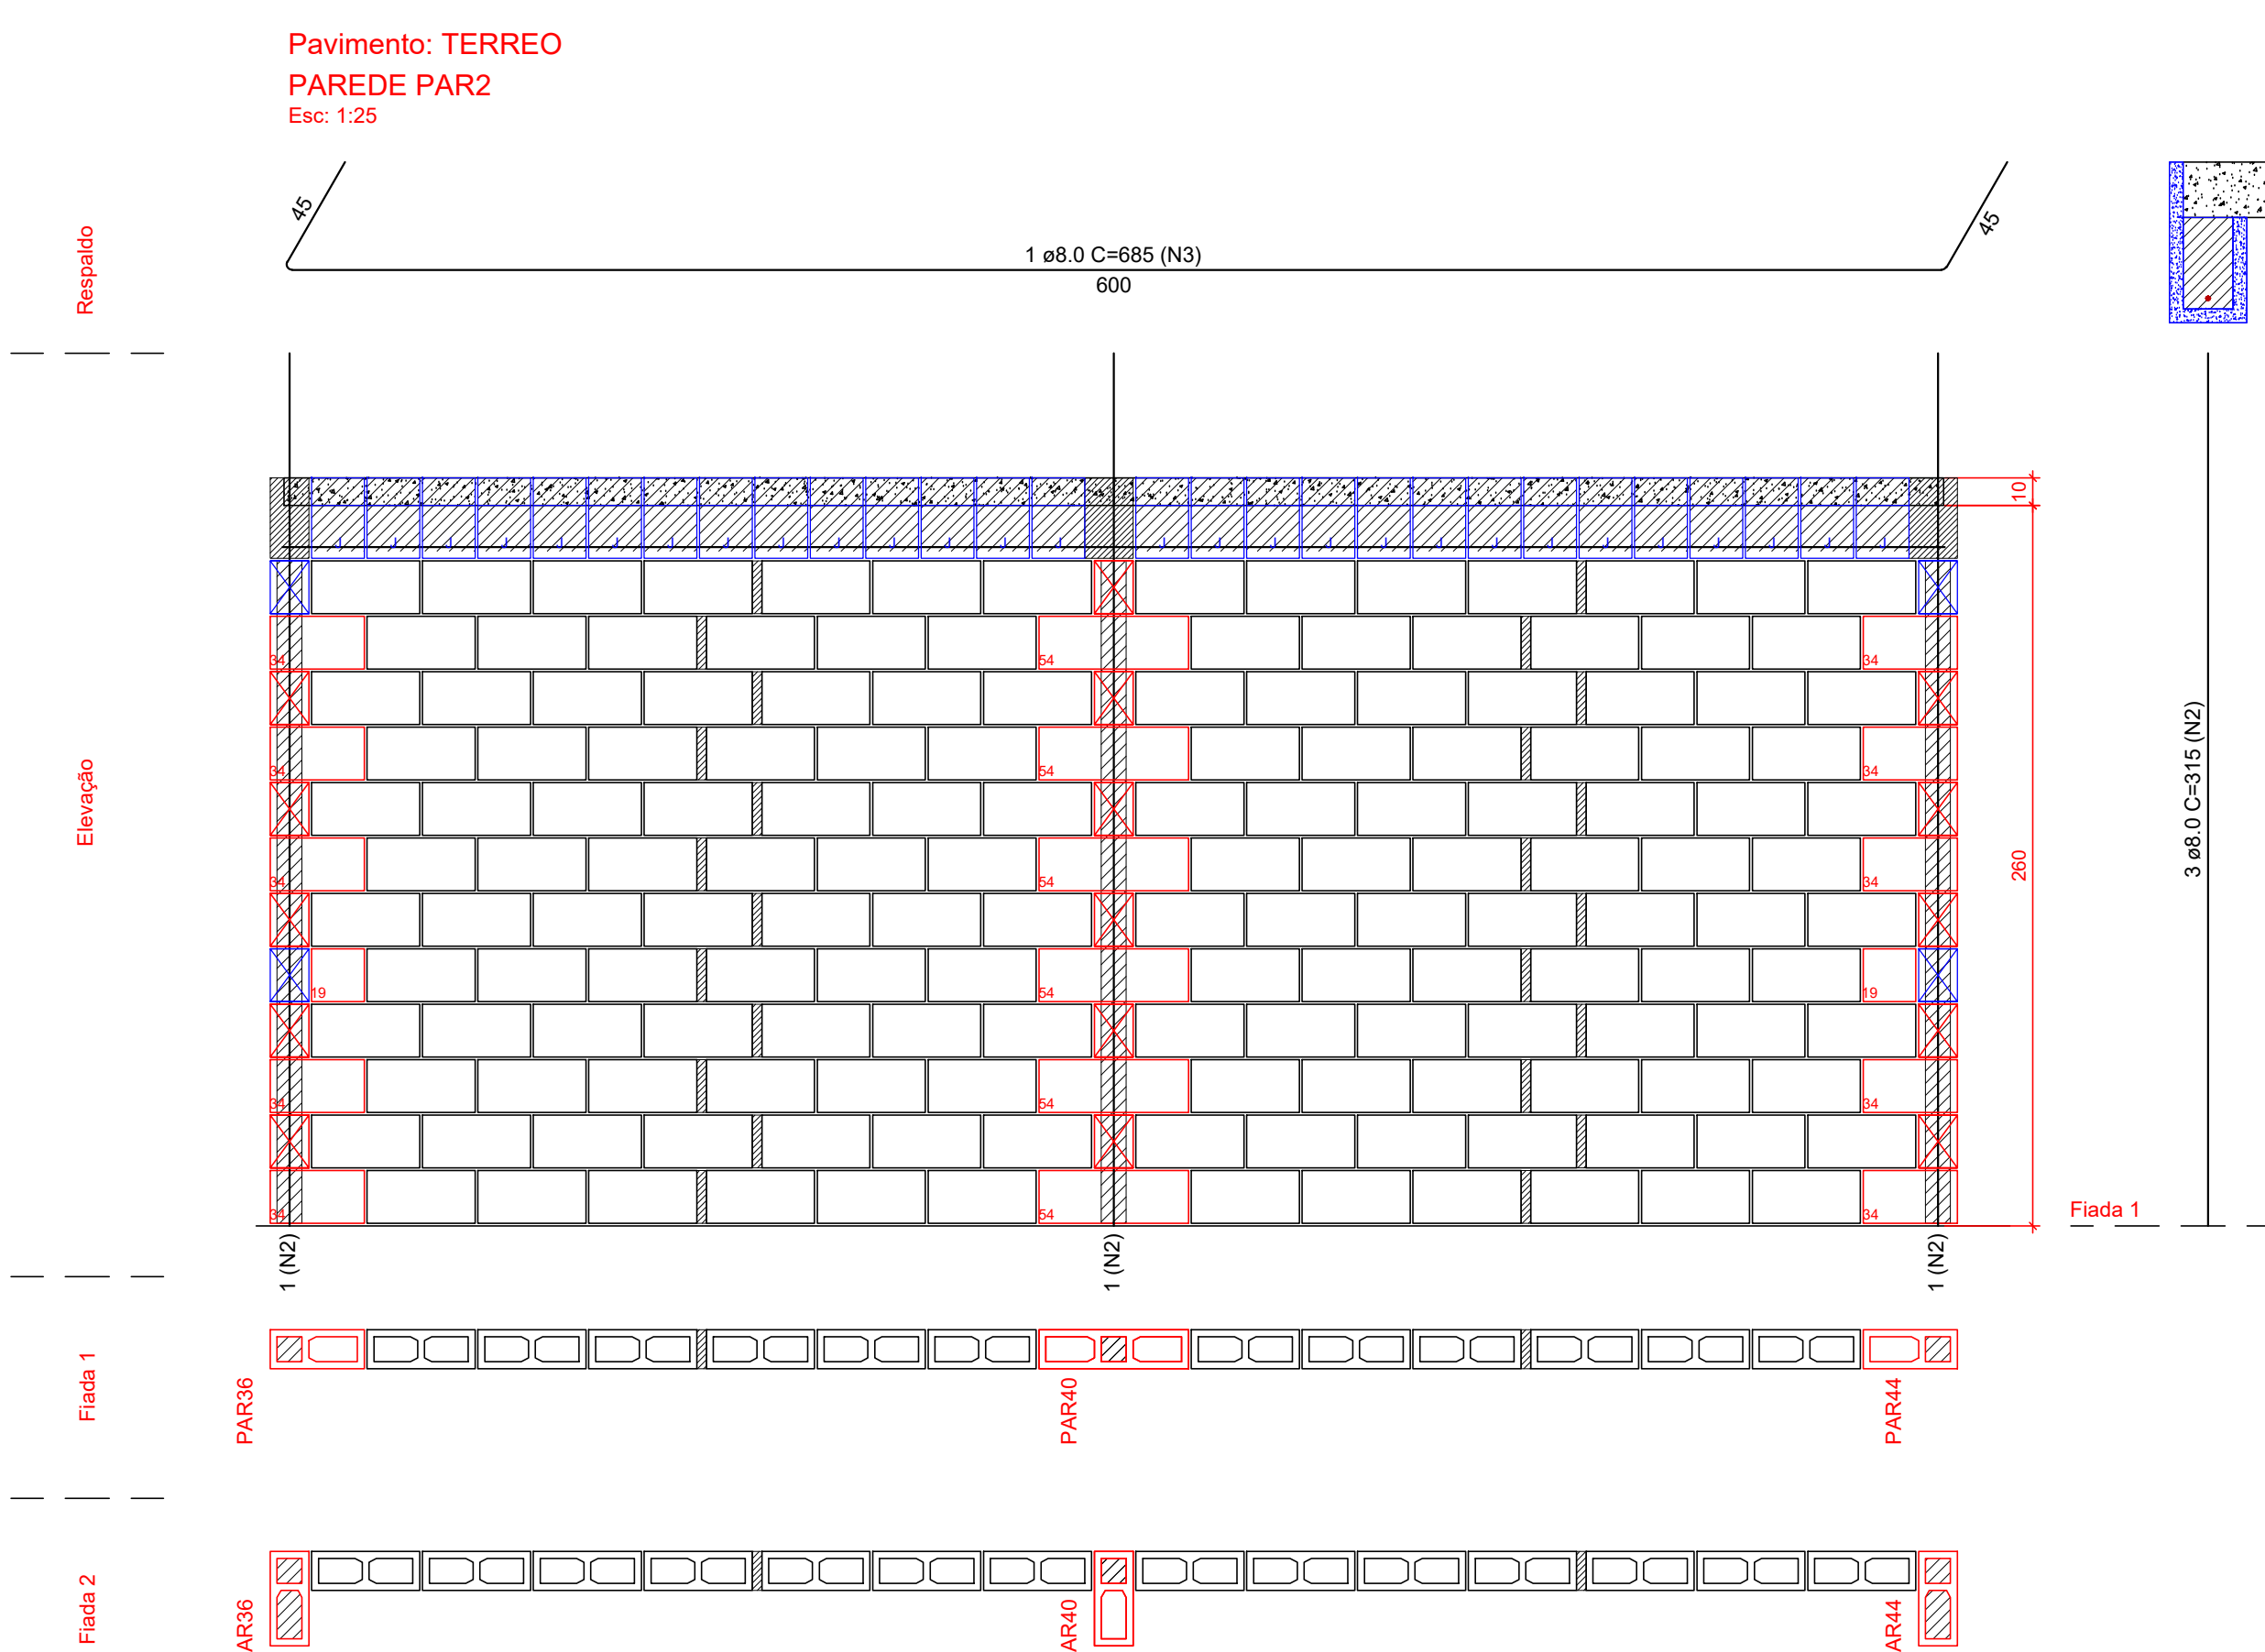 Pavimento: TERREO
PAREDE PAR2
Esc: 1:25
Respaldo
45
1 ø8.0 C=685 (N3)
600
45
Elevação
10
260
3 ø8.0 C=315 (N2)
34
54
34
34
54
34
34
54
34
19
54
19
34
54
34
34
54
34
Fiada 1
1 (N2)
1 (N2)
1 (N2)
Fiada 1
PAR36
PAR40
PAR44
Fiada 2
AR36
AR40
AR44